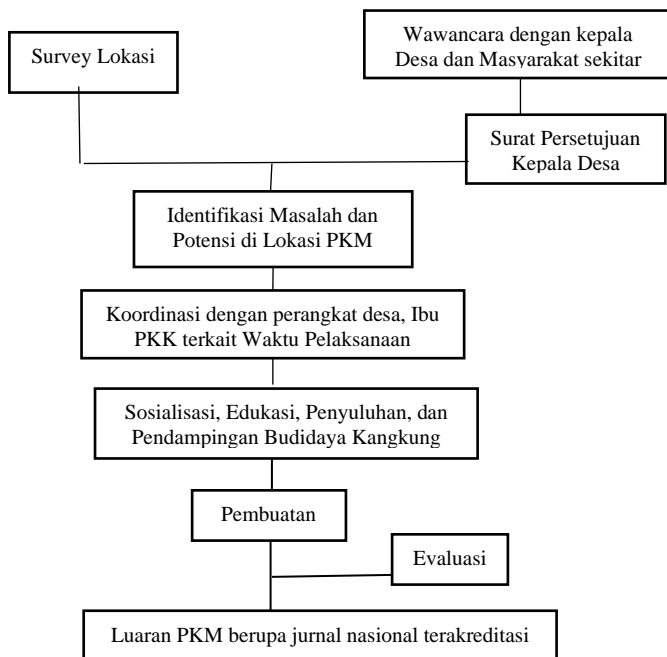 Survey Lokasi
Wawancara dengan kepala
Desa dan Masyarakat sekitar
Surat Persetujuan
Kepala Desa
Identifikasi Masalah dan
Potensi di Lokasi PKM
Koordinasi dengan perangkat desa, Ibu
PKK terkait Waktu Pelaksanaan
Sosialisasi, Edukasi, Penyuluhan, dan
Pendampingan Budidaya Kangkung
Pembuatan
Evaluasi
Luaran PKM berupa jurnal nasional terakreditasi